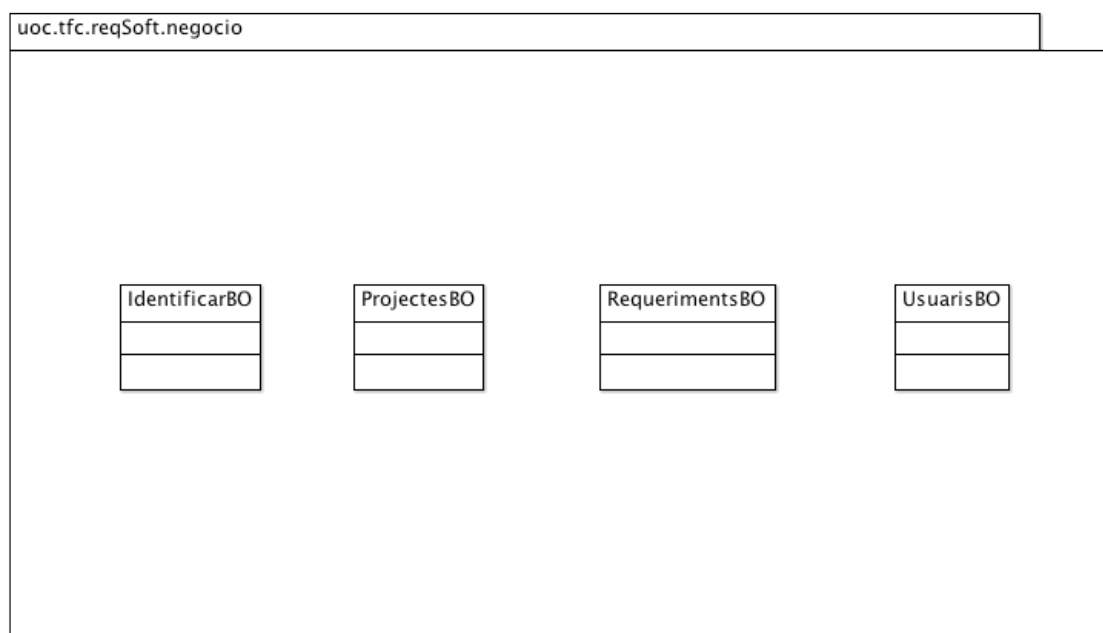 uoc.tfc.reqSoft.negocio
IdentificarBO
ProjectesBO
RequerimentsBO
UsuarisBO